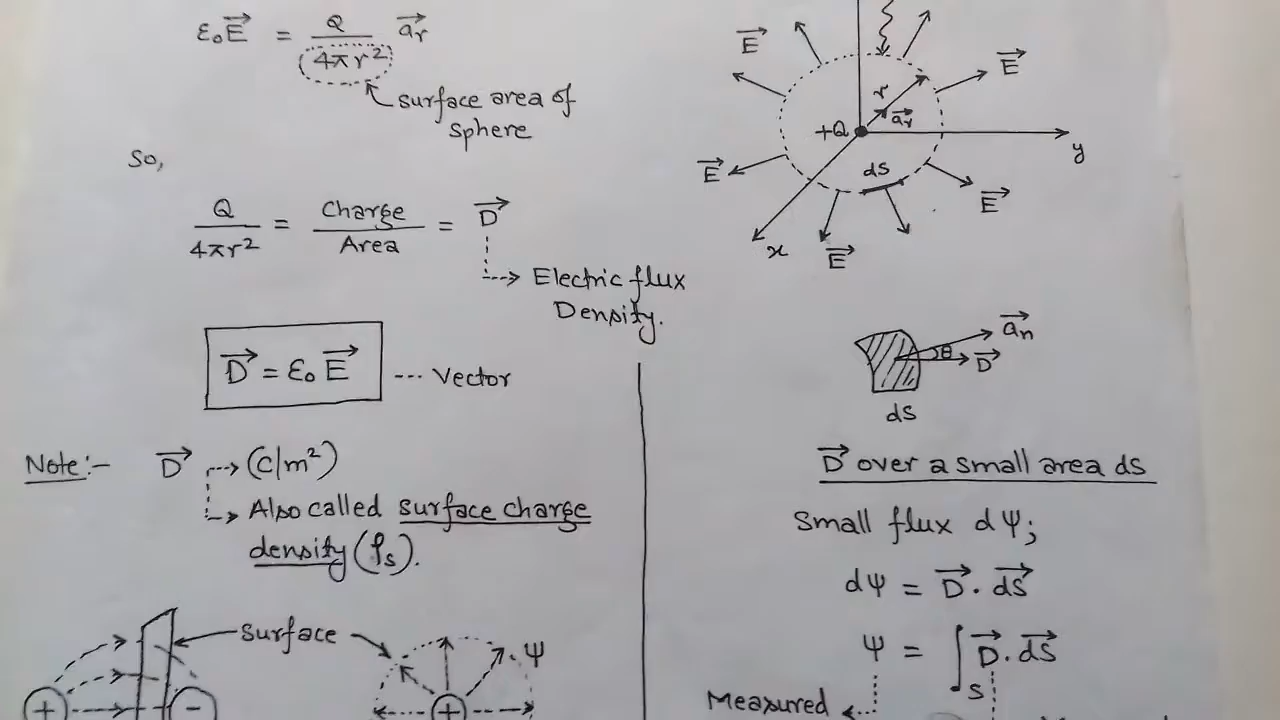 ε₀E⃗ = Q / 4πr² a⃗r
surface area of
sphere
So,
Q / 4πr² = Charge / Area = D⃗
Electric flux
Density.
D⃗ = ε₀ E⃗ --- Vector
Note:- D⃗ --> (C/m²)
--> Also called surface charge
density (ρs).
Surface
+ -
+ ψ
E⃗
E⃗
r
a⃗r
+Q
y
E⃗
dS
E⃗
x
E⃗
a⃗n
θ
D⃗
dS
D⃗ over a small area ds
Small flux dψ;
dψ = D⃗ . dS⃗
ψ = ∫S D⃗ . dS⃗
Measured